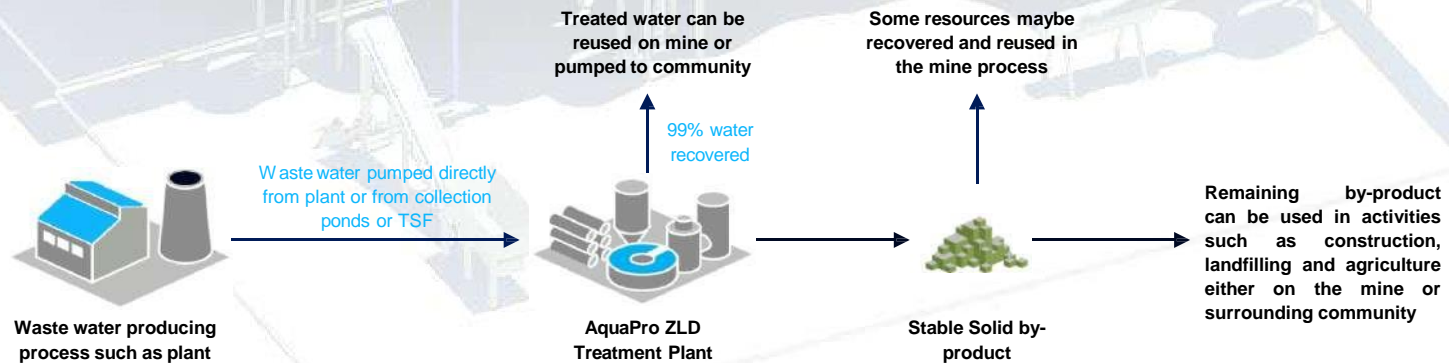 Treated water can be
reused on mine or
pumped to community
Some resources maybe
recovered and reused in
the mine process
99% water
recovered
Waste water pumped directly
from plant or from collection
ponds or TSF
Remaining by-product
can be used in activities
such as construction,
landfilling and agriculture
either on the mine or
surrounding community
Waste water producing
process such as plant
AquaPro ZLD
Treatment Plant
Stable Solid by-
product